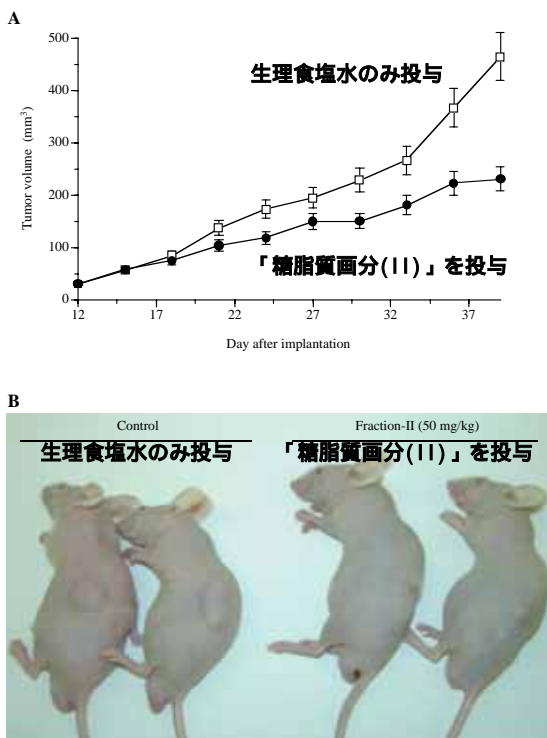 A
500
400
300
200
100
0
Tumor volume (mm³)
生理食塩水のみ投与
「糖脂質画分(II)」を投与
12 17 22 27 32 37
Day after implantation
B
Control Fraction-II (50 mg/kg)
生理食塩水のみ投与 「糖脂質画分(II)」を投与